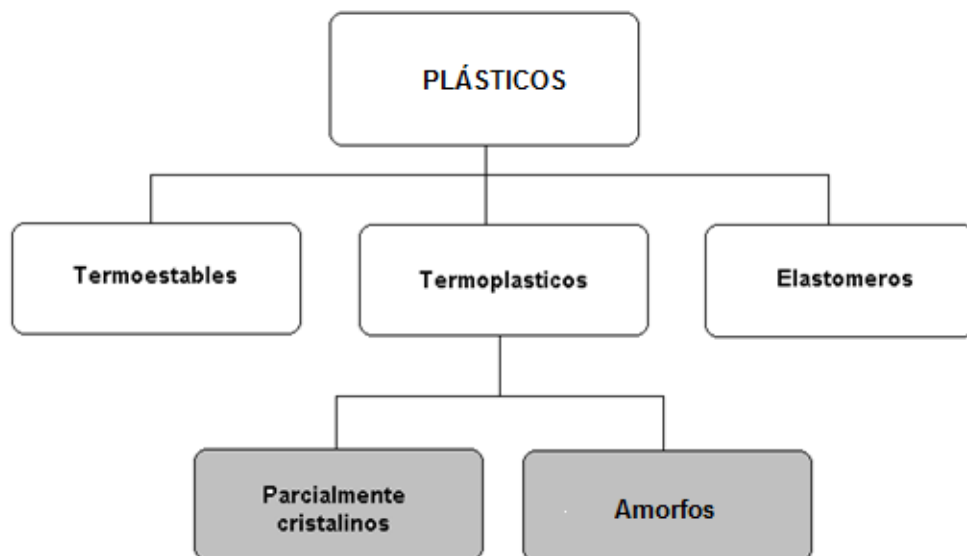 PLÁSTICOS
Termoestables
Termoplasticos
Elastomeros
Parcialmente
cristalinos
Amorfos